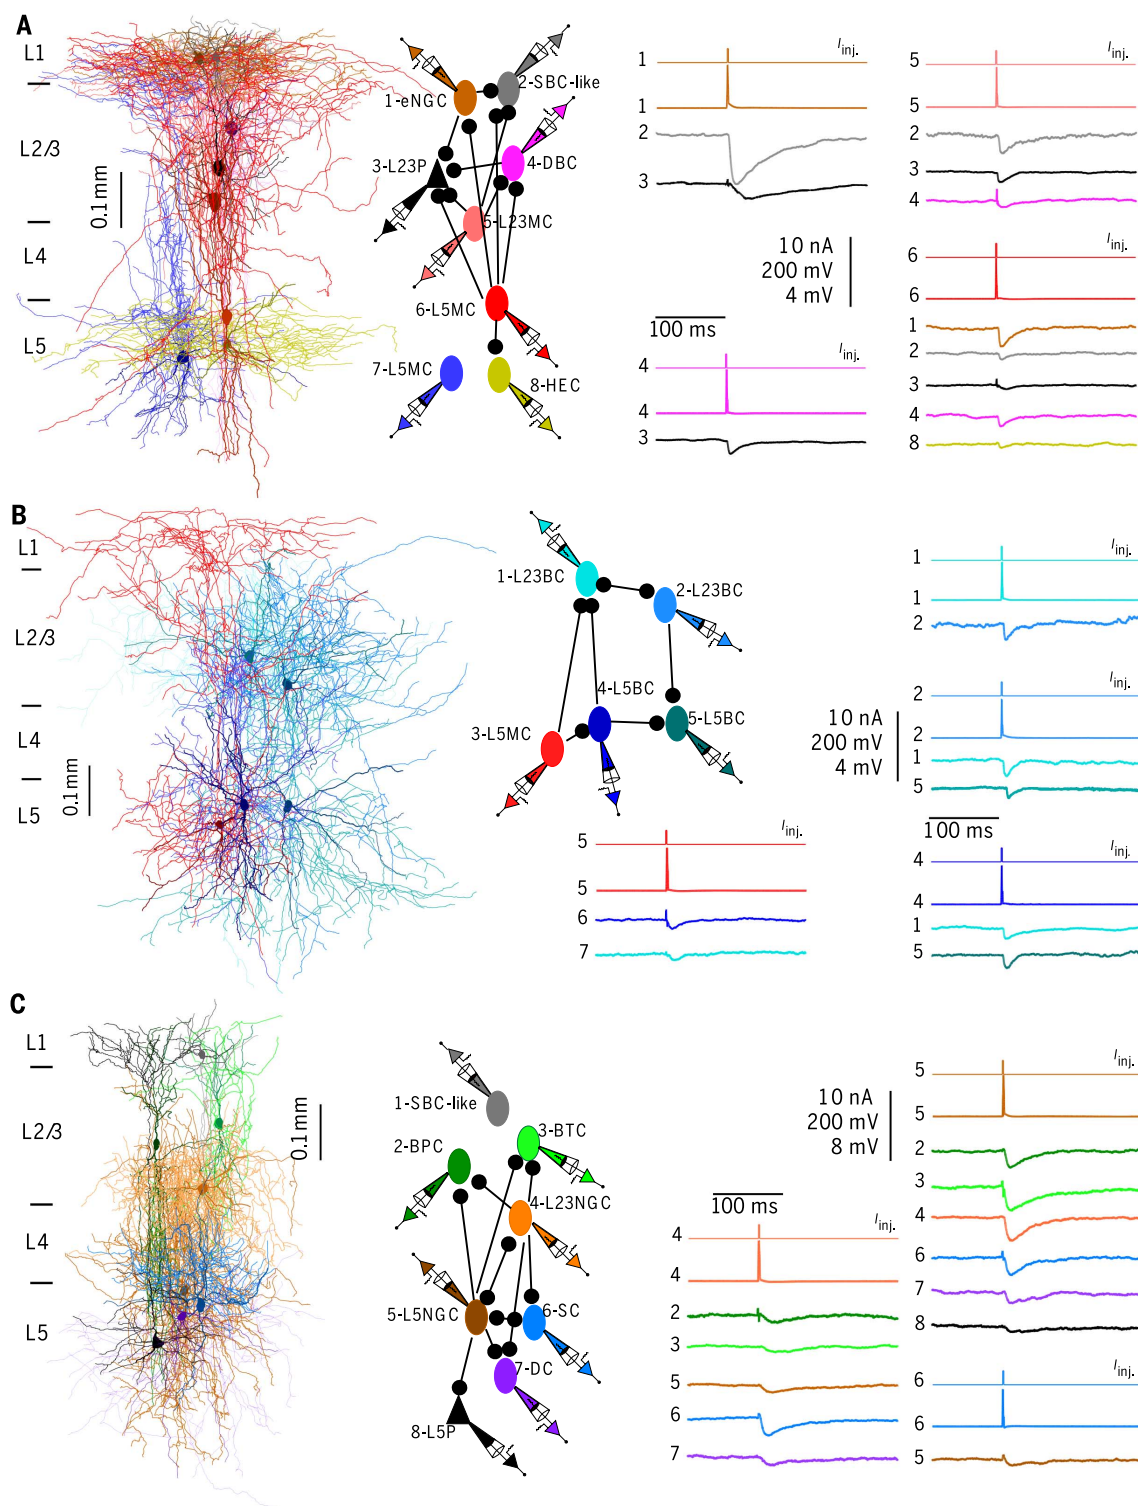 A
L1
L2/3
L4
L5
0.1 mm
1-eNGC
2-SBC-like
3-L23P
4-DBC
5-L23MC
6-L5MC
7-L5MC
8-HEC
1
Iinj.
1
2
3
10 nA
200 mV
4 mV
100 ms
4
Iinj.
4
3
5
5
2
3
4
6
Iinj.
6
1
2
3
4
8
B
L1
L2/3
L4
L5
0.1 mm
1-L23BC
2-L23BC
3-L5MC
4-L5BC
5-L5BC
5
Iinj.
5
6
7
1
Iinj.
1
2
2
Iinj.
2
1
5
10 nA
200 mV
4 mV
100 ms
4
Iinj.
4
1
5
C
L1
L2/3
L4
L5
0.1 mm
1-SBC-like
2-BPC
3-BTC
4-L23NGC
5-L5NGC
6-SC
7-DC
8-L5P
10 nA
200 mV
8 mV
100 ms
4
Iinj.
4
2
3
5
6
7
5
Iinj.
5
2
3
4
6
7
8
6
Iinj.
6
5